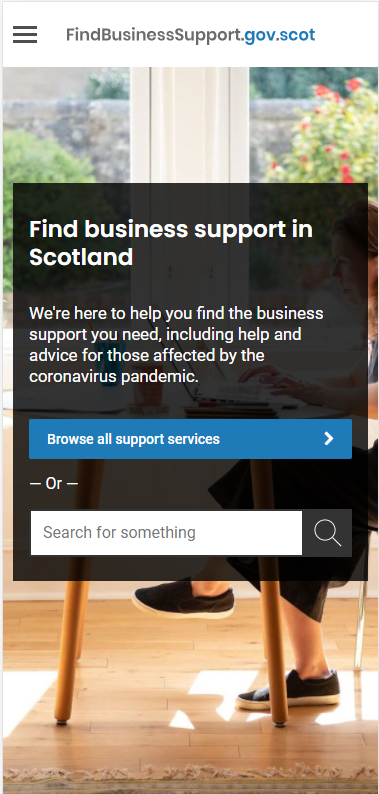 FindBusinessSupport.gov.scot
Find business support in
Scotland
We're here to help you find the business
support you need, including help and
advice for those affected by the
coronavirus pandemic.
Browse all support services
— Or —
Search for something